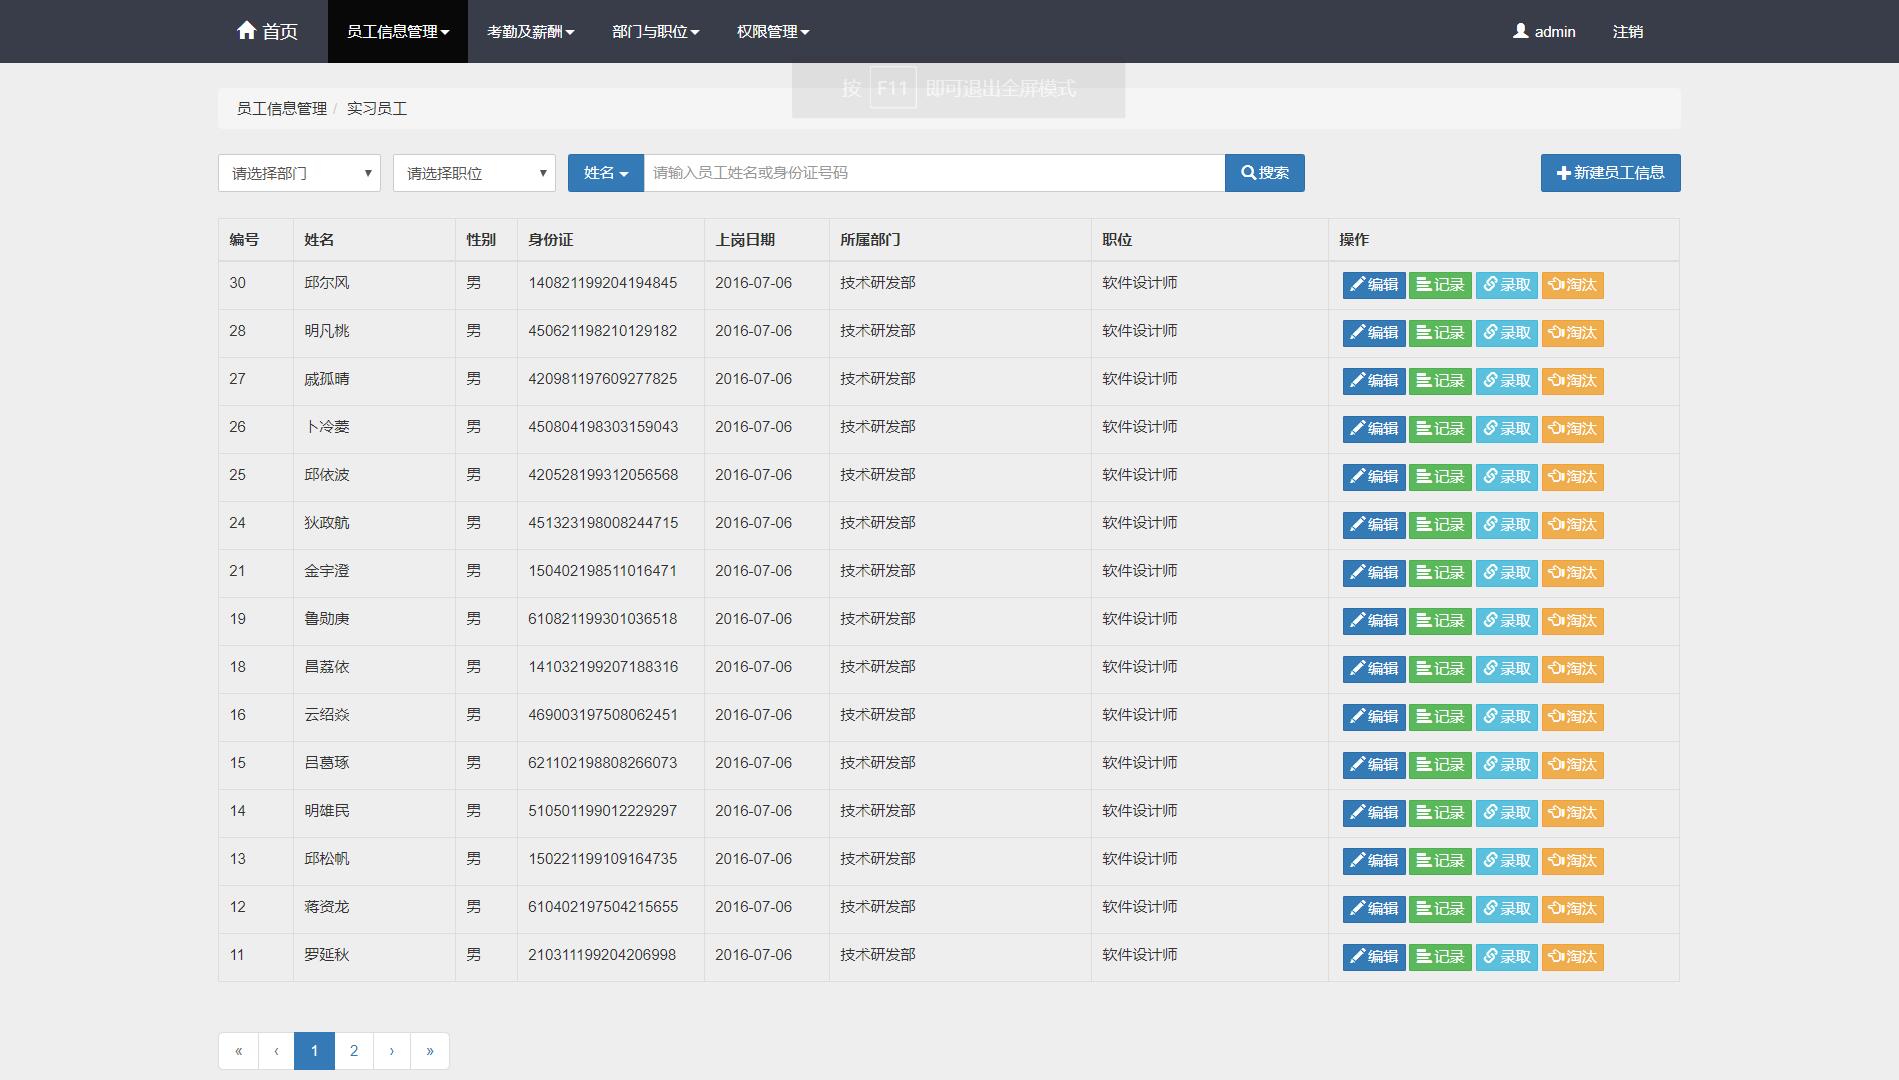 首页 员工信息管理 考勤及薪酬 部门与职位 权限管理 admin 注销
按 F11 即可退出全屏模式
员工信息管理 / 实习员工
请选择部门 请选择职位 姓名 请输入员工姓名或身份证号码 搜索 新建员工信息
编号 姓名 性别 身份证 上岗日期 所属部门 职位 操作
30 邱尔风 男 140821199204194845 2016-07-06 技术研发部 软件设计师 编辑 记录 录取 淘汰
28 明凡桃 男 450621198210129182 2016-07-06 技术研发部 软件设计师 编辑 记录 录取 淘汰
27 戚孤晴 男 420981197609277825 2016-07-06 技术研发部 软件设计师 编辑 记录 录取 淘汰
26 卜冷菱 男 450804198303159043 2016-07-06 技术研发部 软件设计师 编辑 记录 录取 淘汰
25 邱依波 男 420528199312056568 2016-07-06 技术研发部 软件设计师 编辑 记录 录取 淘汰
24 狄政航 男 451323198008244715 2016-07-06 技术研发部 软件设计师 编辑 记录 录取 淘汰
21 金宇澄 男 150402198511016471 2016-07-06 技术研发部 软件设计师 编辑 记录 录取 淘汰
19 鲁勋庚 男 610821199301036518 2016-07-06 技术研发部 软件设计师 编辑 记录 录取 淘汰
18 昌荔依 男 141032199207188316 2016-07-06 技术研发部 软件设计师 编辑 记录 录取 淘汰
16 云绍焱 男 469003197508062451 2016-07-06 技术研发部 软件设计师 编辑 记录 录取 淘汰
15 吕葛琢 男 621102198808266073 2016-07-06 技术研发部 软件设计师 编辑 记录 录取 淘汰
14 明雄民 男 510501199012229297 2016-07-06 技术研发部 软件设计师 编辑 记录 录取 淘汰
13 邱松帆 男 150221199109164735 2016-07-06 技术研发部 软件设计师 编辑 记录 录取 淘汰
12 蒋资龙 男 610402197504215655 2016-07-06 技术研发部 软件设计师 编辑 记录 录取 淘汰
11 罗延秋 男 210311199204206998 2016-07-06 技术研发部 软件设计师 编辑 记录 录取 淘汰
« ‹ 1 2 › »